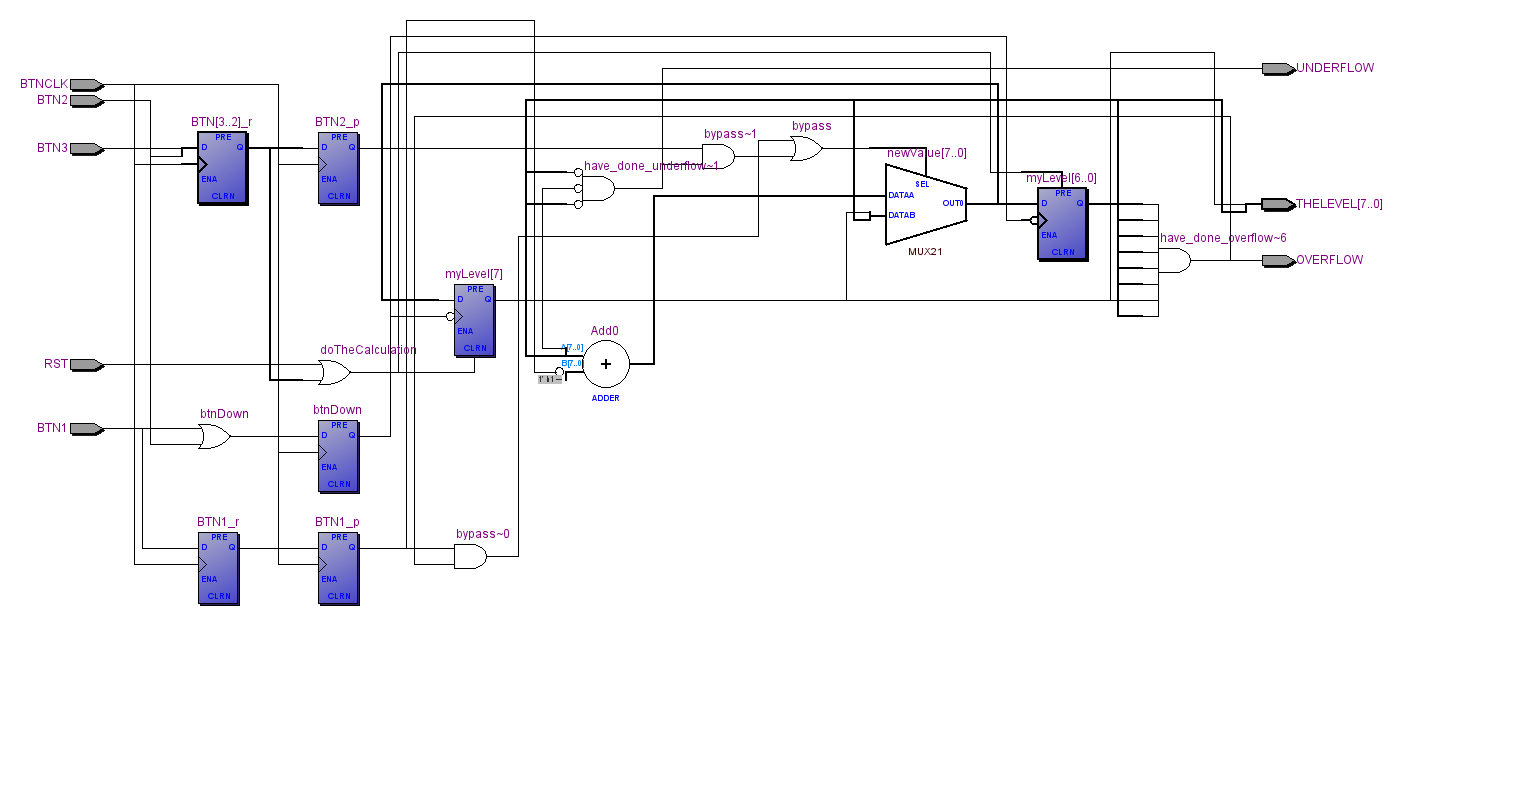 BTNCLK
BTN2
BTN3
RST
BTN1
BTN[3..2]_r
PRE
D Q
ENA
CLRN
BTN2_p
PRE
D Q
ENA
CLRN
doTheCalculation
btnDown
btnDown
PRE
D Q
ENA
CLRN
BTN1_r
PRE
D Q
ENA
CLRN
BTN1_p
PRE
D Q
ENA
CLRN
myLevel[7]
PRE
D Q
ENA
CLRN
bypass~0
have_done_underflow~1
Add0
A[7..0]
B[7..0]
+
ADDER
bypass~1
bypass
newValue[7..0]
SEL
DATAA
OUT0
DATAB
MUX21
myLevel[6..0]
PRE
D Q
ENA
CLRN
have_done_overflow~6
UNDERFLOW
THELEVEL[7..0]
OVERFLOW